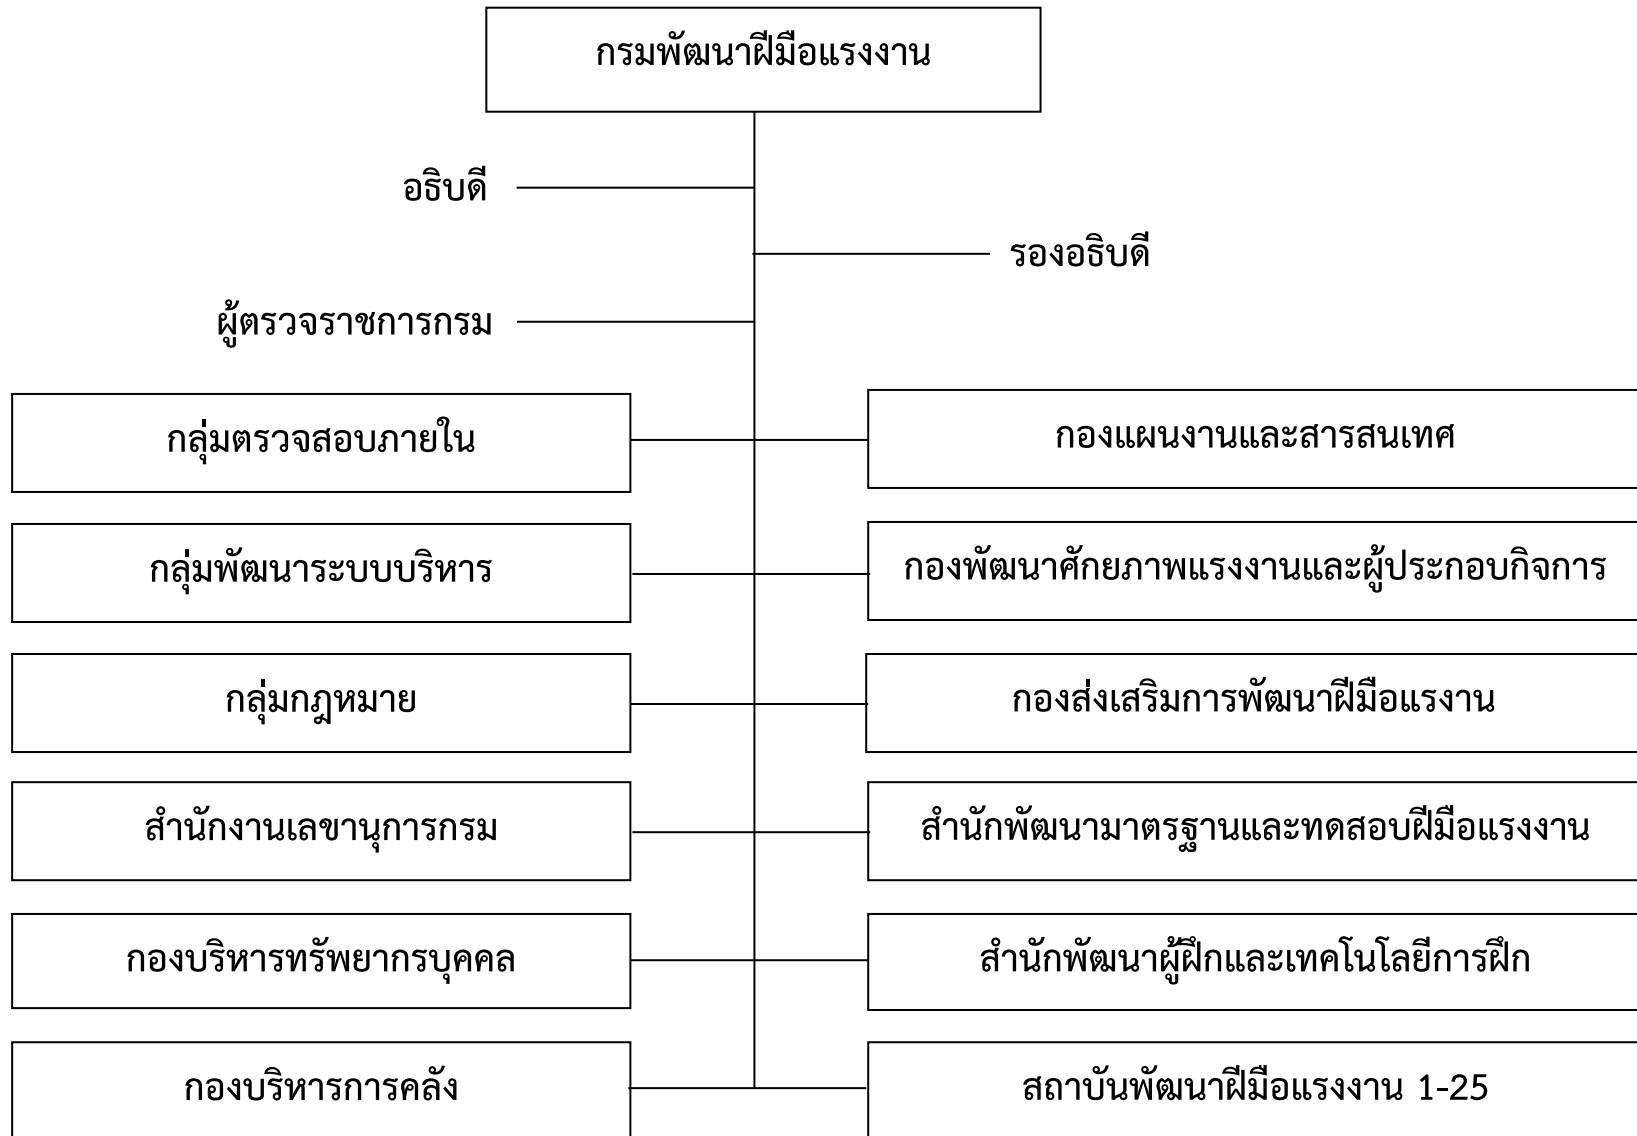 กรมพัฒนาฝีมือแรงงาน
อธิบดี
รองอธิบดี
ผู้ตรวจราชการกรม
กลุ่มตรวจสอบภายใน
กองแผนงานและสารสนเทศ
กลุ่มพัฒนาระบบบริหาร
กองพัฒนาศักยภาพแรงงานและผู้ประกอบกิจการ
กลุ่มกฎหมาย
กองส่งเสริมการพัฒนาฝีมือแรงาน
สำนักงานเลขานุการกรม
สำนักพัฒนามาตรฐานและทดสอบฝีมือแรงงาน
กองบริหารทรัพยากรบุคคล
สำนักพัฒนาผู้ฝึกและเทคโนโลยีการฝึก
กองบริหารการคลัง
สถาบันพัฒนาฝีมือแรงงาน 1-25